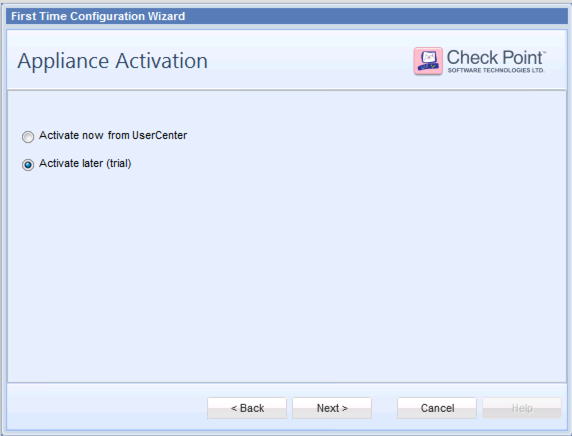 First Time Configuration Wizard
Appliance Activation
Check Point™
SOFTWARE TECHNOLOGIES LTD.
Activate now from UserCenter
Activate later (trial)
< Back Next > Cancel Help